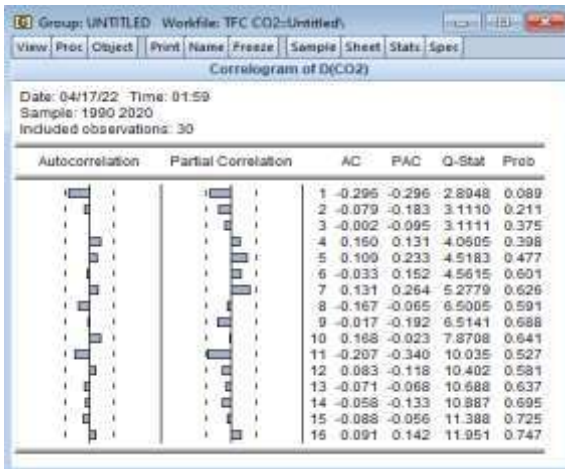 Group: UNTITLED Workfile: TFC CO2::Untitled\
View Proc Object Print Name Freeze Sample Sheet Stats Spec
Correlogram of D(CO2)
Date: 04/17/22 Time: 01:59
Sample: 1990 2020
Included observations: 30
Autocorrelation Partial Correlation AC PAC Q-Stat Prob
1 -0.296 -0.296 2.8948 0.089
2 -0.079 -0.183 3.1110 0.211
3 -0.002 -0.095 3.1111 0.375
4 0.160 0.131 4.0605 0.398
5 0.109 0.233 4.5183 0.477
6 -0.033 0.152 4.5615 0.601
7 0.131 0.264 5.2779 0.626
8 -0.167 -0.065 6.5005 0.591
9 -0.017 -0.192 6.5141 0.688
10 0.168 -0.023 7.8708 0.641
11 -0.207 -0.340 10.035 0.527
12 0.083 -0.118 10.402 0.581
13 -0.071 -0.068 10.688 0.637
14 -0.058 -0.133 10.887 0.695
15 -0.088 -0.056 11.388 0.725
16 0.091 0.142 11.951 0.747